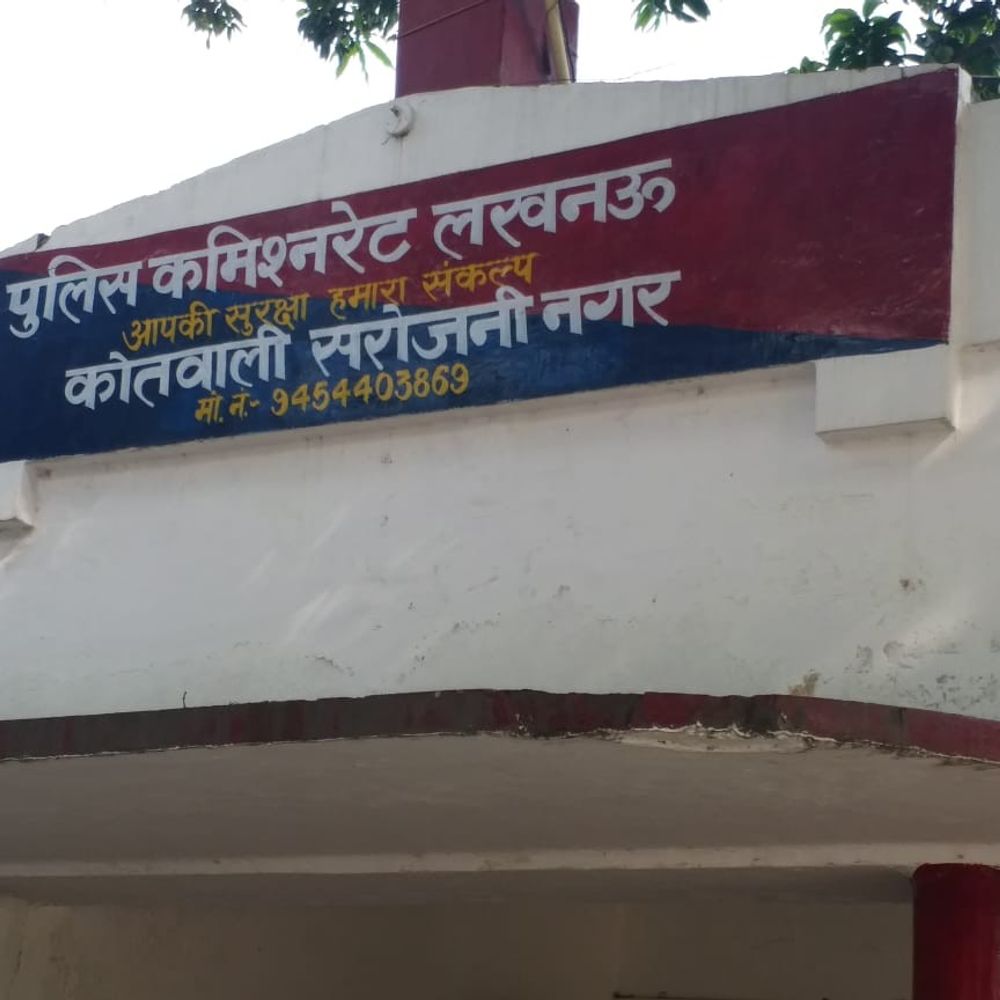 पुलिस कमिश्नरेट लखनऊ
आपकी सुरक्षा हमारा संकल्प
कोतवाली सरोजनी नगर
मो. नं.- 9454403869